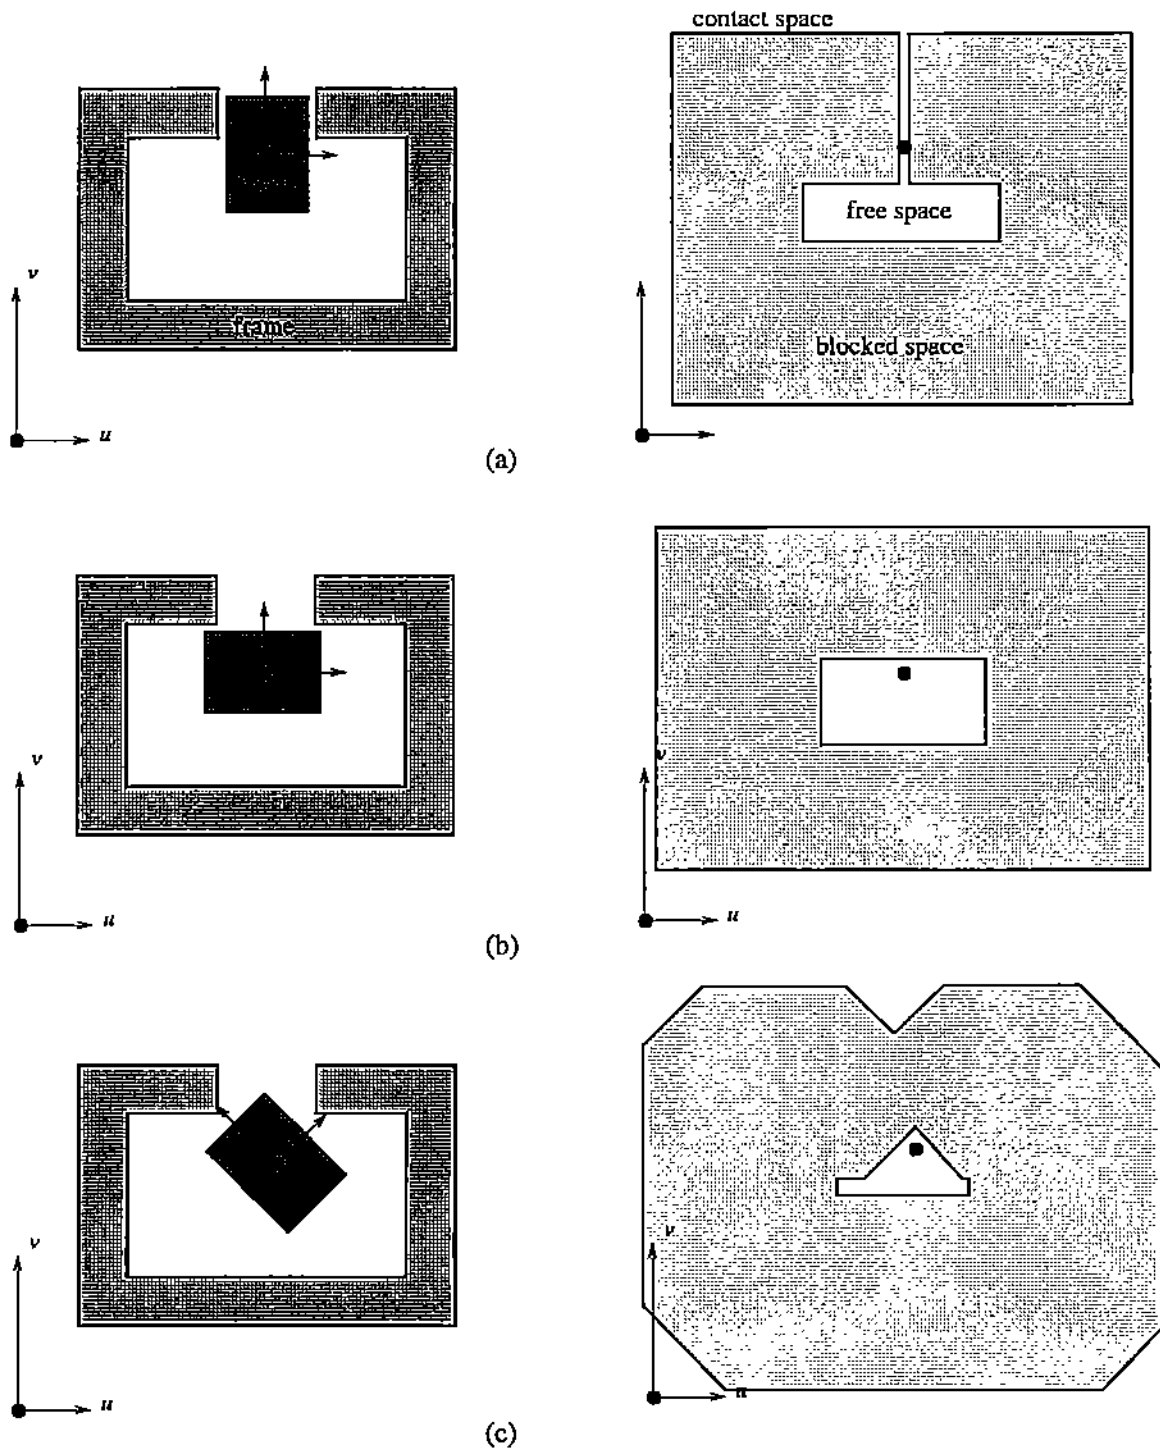 contact space
free space
v
frame
blocked space
u
(a)
v
v
u
u
(b)
v
v
u
u
(c)